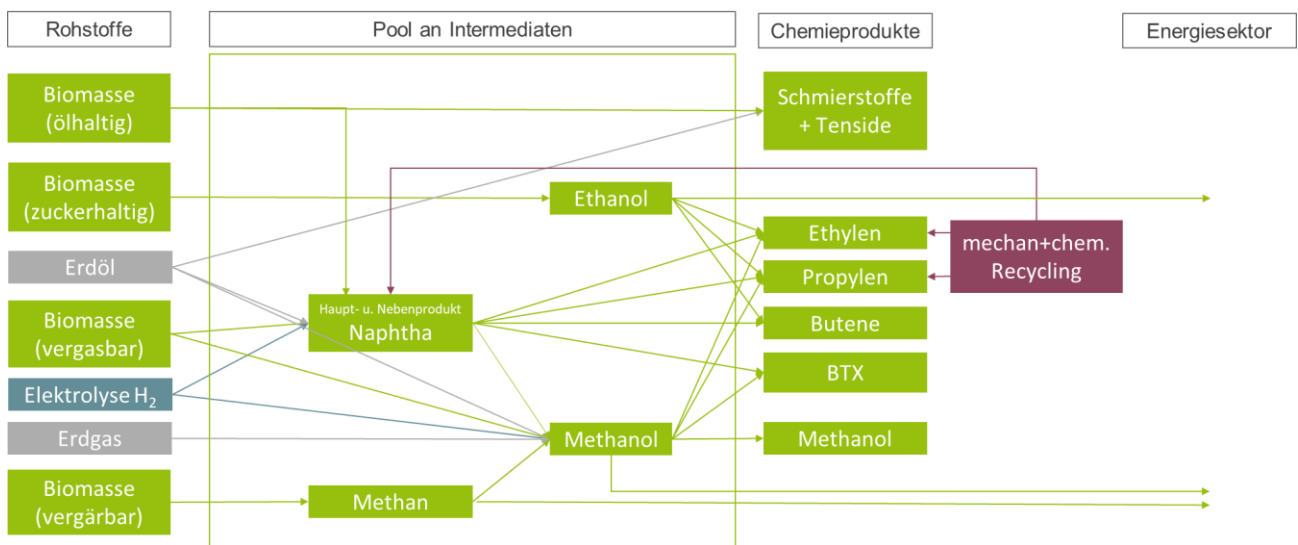 Rohstoffe
Pool an Intermediaten
Chemieprodukte
Energiesektor
Biomasse
(ölhaltig)
Schmierstoffe
+ Tenside
Biomasse
(zuckerhaltig)
Ethanol
Ethylen
mechan+chem.
Recycling
Erdöl
Propylen
Biomasse
(vergasbar)
Haupt- u. Nebenprodukt
Naphtha
Butene
BTX
Elektrolyse H₂
Erdgas
Methanol
Methanol
Biomasse
(vergärbar)
Methan